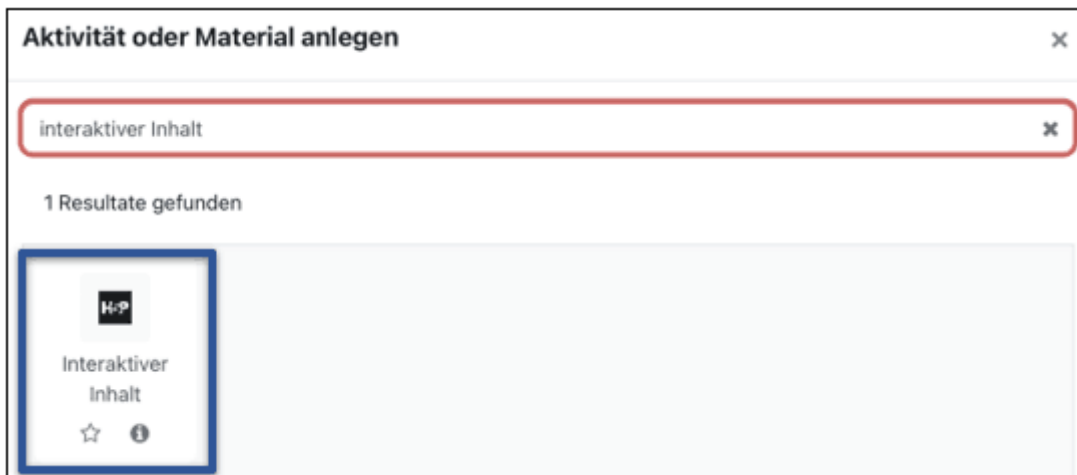 Aktivität oder Material anlegen
interaktiver Inhalt
1 Resultate gefunden
H5P
Interaktiver
Inhalt